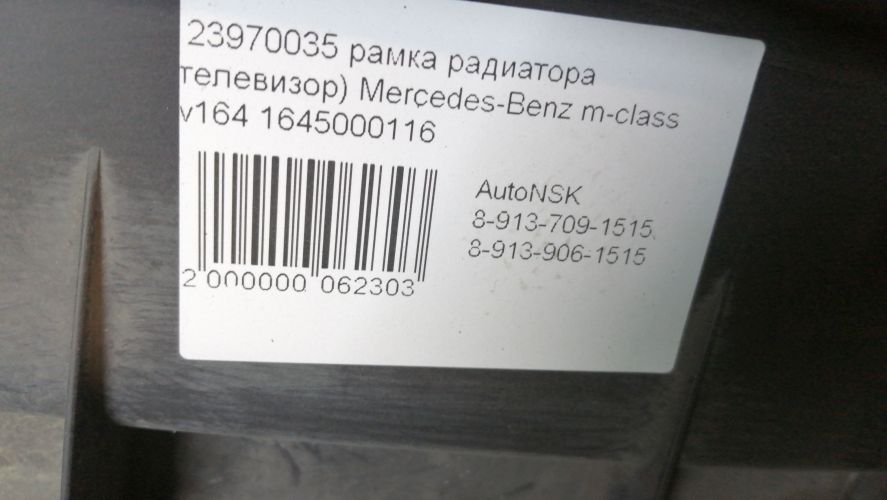 23970035 рамка радиатора
телевизор) Mercedes-Benz m-class
v164 1645000116
AutoNSK
8-913-709-1515,
8-913-906-1515
2 000000 062303